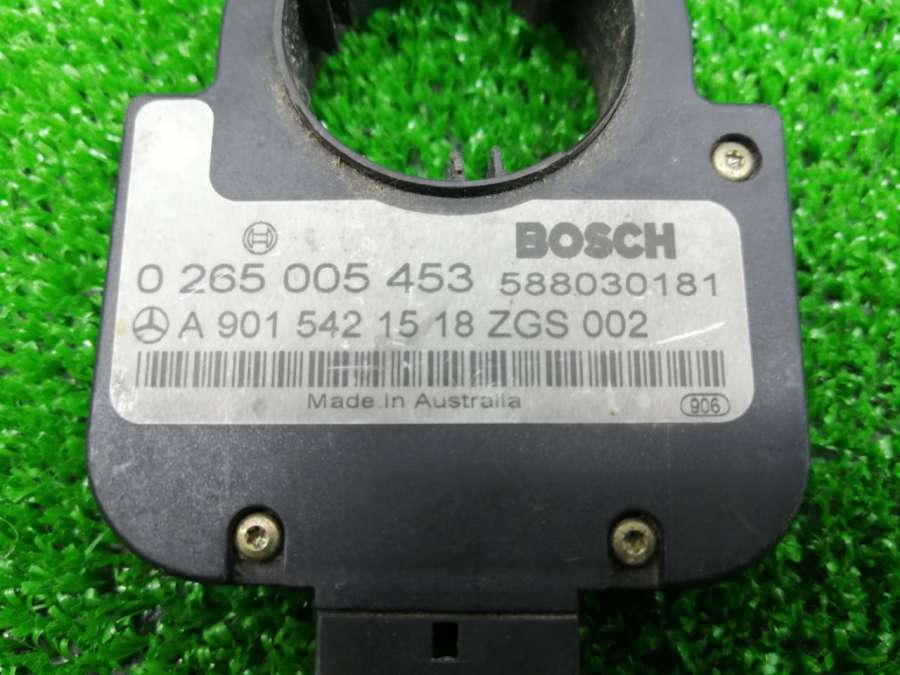 BOSCH
0 265 005 453 588030181
A 901 542 15 18 ZGS 002
Made in Australia
906